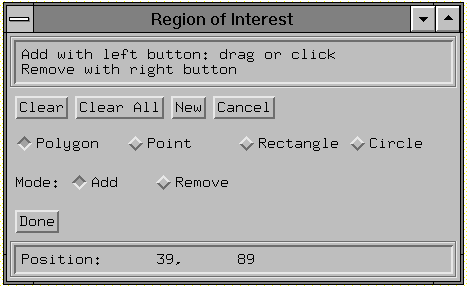 Region of Interest
Add with left button: drag or click
Remove with right button
Clear Clear All New Cancel
Polygon Point Rectangle Circle
Mode: Add Remove
Done
Position: 39, 89